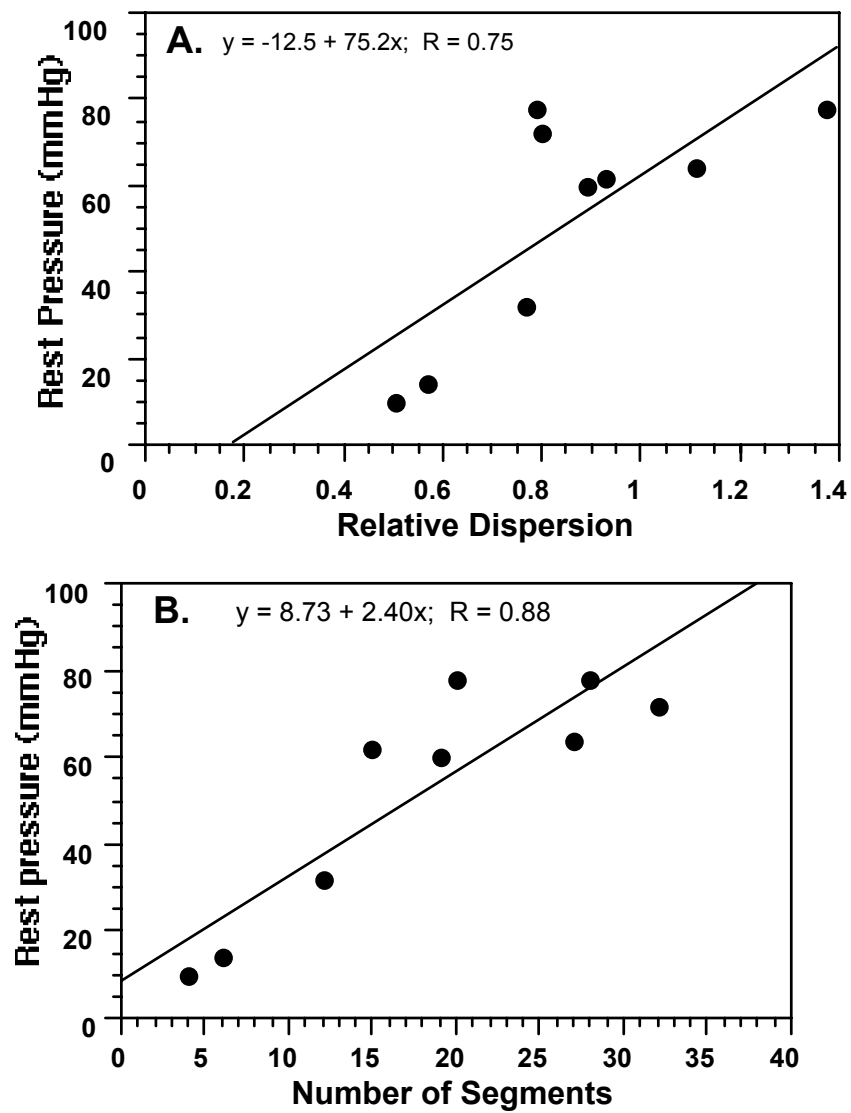 100
A. y = -12.5 + 75.2x; R = 0.75
80
60
40
20
0
Rest Pressure (mmHg)
0 0.2 0.4 0.6 0.8 1 1.2 1.4
Relative Dispersion
100
B. y = 8.73 + 2.40x; R = 0.88
80
60
40
20
0
Rest pressure (mmHg)
0 5 10 15 20 25 30 35 40
Number of Segments